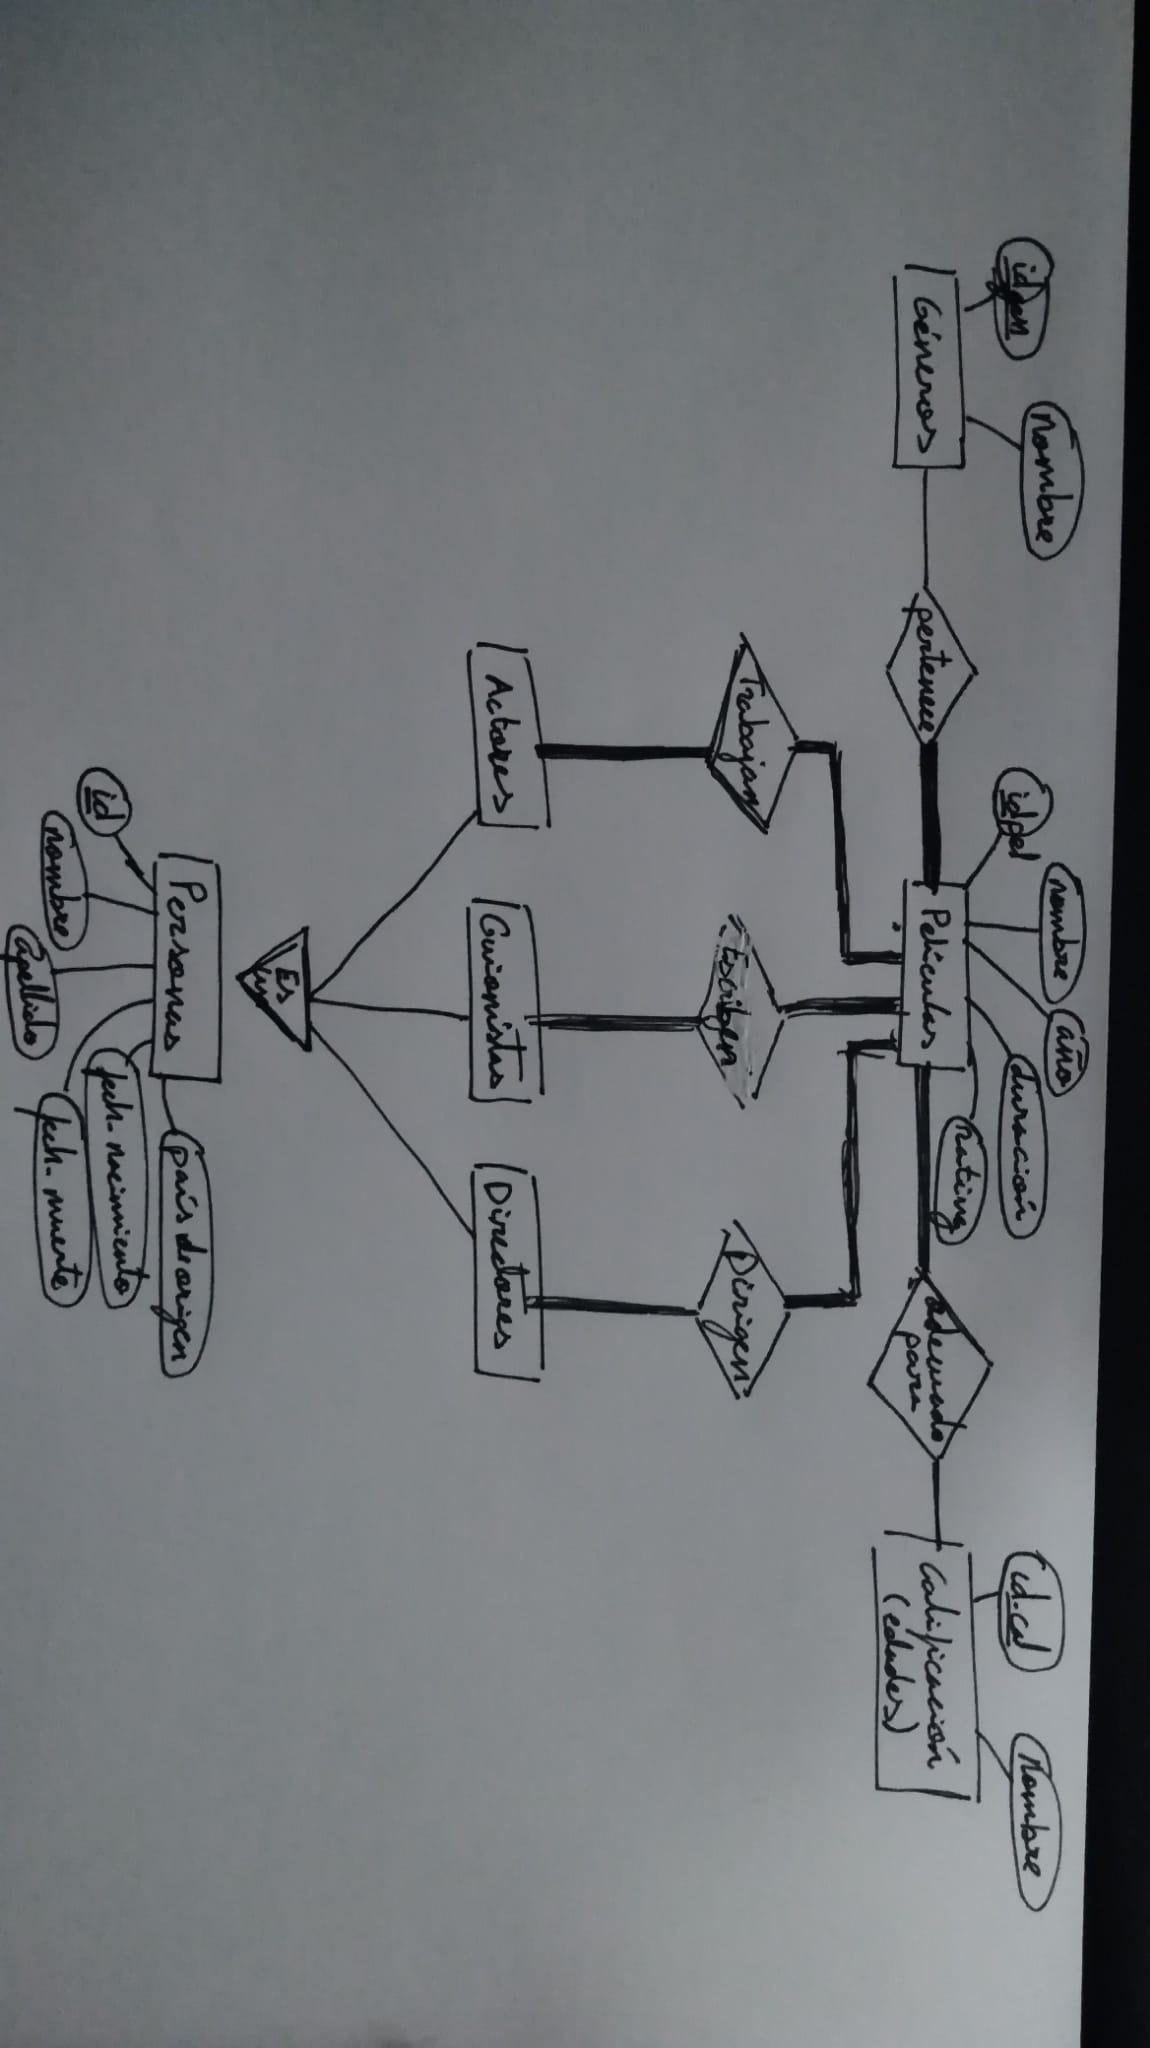 idgen
nombre
idpel
nombre
año
duración
rating
id.cal
nombre
Géneros
pertenece
Películas
adecuado
para
Calificación
(edades)
Trabajan
Escriben
Dirigen
Actores
Guionistas
Directores
Es
un
Personas
país de origen
id
nombre
apellido
fech-nacimiento
fech-muerte